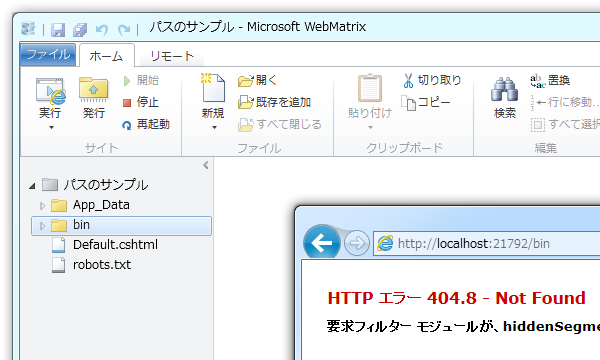 パスのサンプル - Microsoft WebMatrix
ファイル ホーム リモート
実行
発行
開始
停止
再起動
サイト
新規
開く
既存を追加
すべて閉じる
ファイル
貼り付け
切り取り
コピー
クリップボード
検索
置換
行に移動...
すべて選択
編集
パスのサンプル
App_Data
bin
Default.cshtml
robots.txt
http://localhost:21792/bin
HTTP エラー 404.8 - Not Found
要求フィルター モジュールが、hiddenSegme